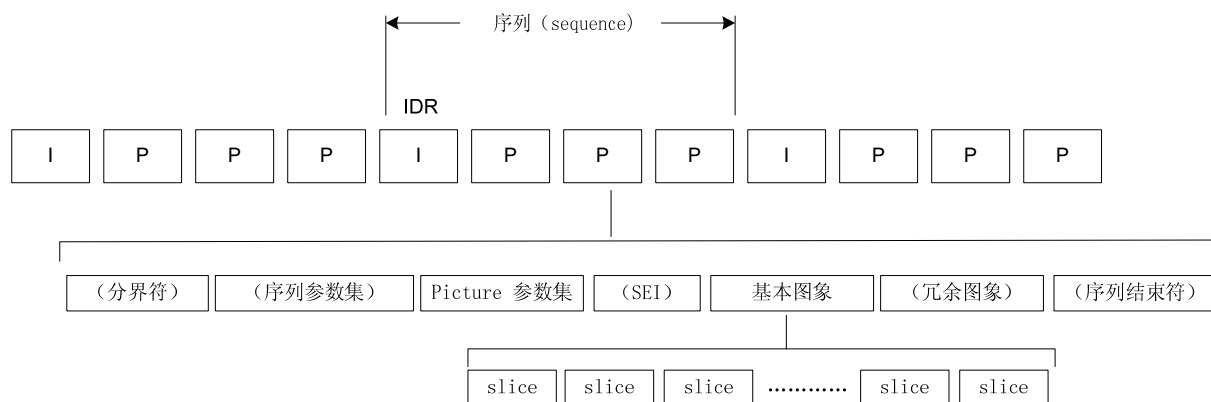 序列（sequence）
IDR
I P P P I P P P I P P P
（分界符） （序列参数集） Picture 参数集 （SEI） 基本图象 （冗余图象） （序列结束符）
slice slice slice ………… slice slice